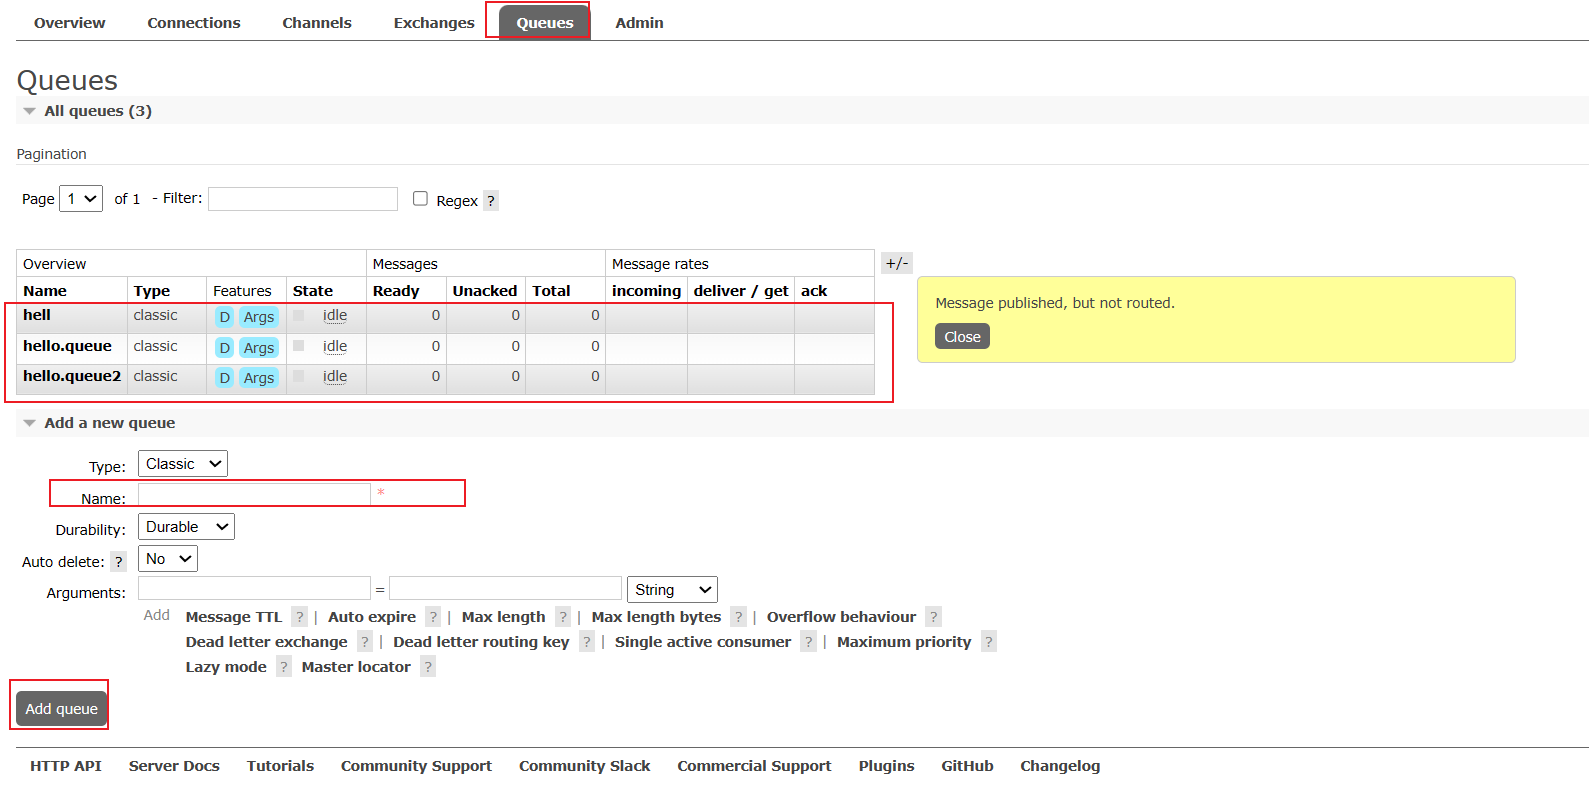 Overview Connections Channels Exchanges Queues Admin
Queues
All queues (3)
Pagination
Page 1 of 1 - Filter: Regex ?
Overview Messages Message rates +/-
Name Type Features State Ready Unacked Total incoming deliver / get ack
hell classic D Args idle 0 0 0
hello.queue classic D Args idle 0 0 0
hello.queue2 classic D Args idle 0 0 0
Message published, but not routed.
Close
Add a new queue
Type: Classic
Name: *
Durability: Durable
Auto delete: ? No
Arguments: = String
Add Message TTL ? | Auto expire ? | Max length ? | Max length bytes ? | Overflow behaviour ?
Dead letter exchange ? | Dead letter routing key ? | Single active consumer ? | Maximum priority ?
Lazy mode ? Master locator ?
Add queue
HTTP API Server Docs Tutorials Community Support Community Slack Commercial Support Plugins GitHub Changelog